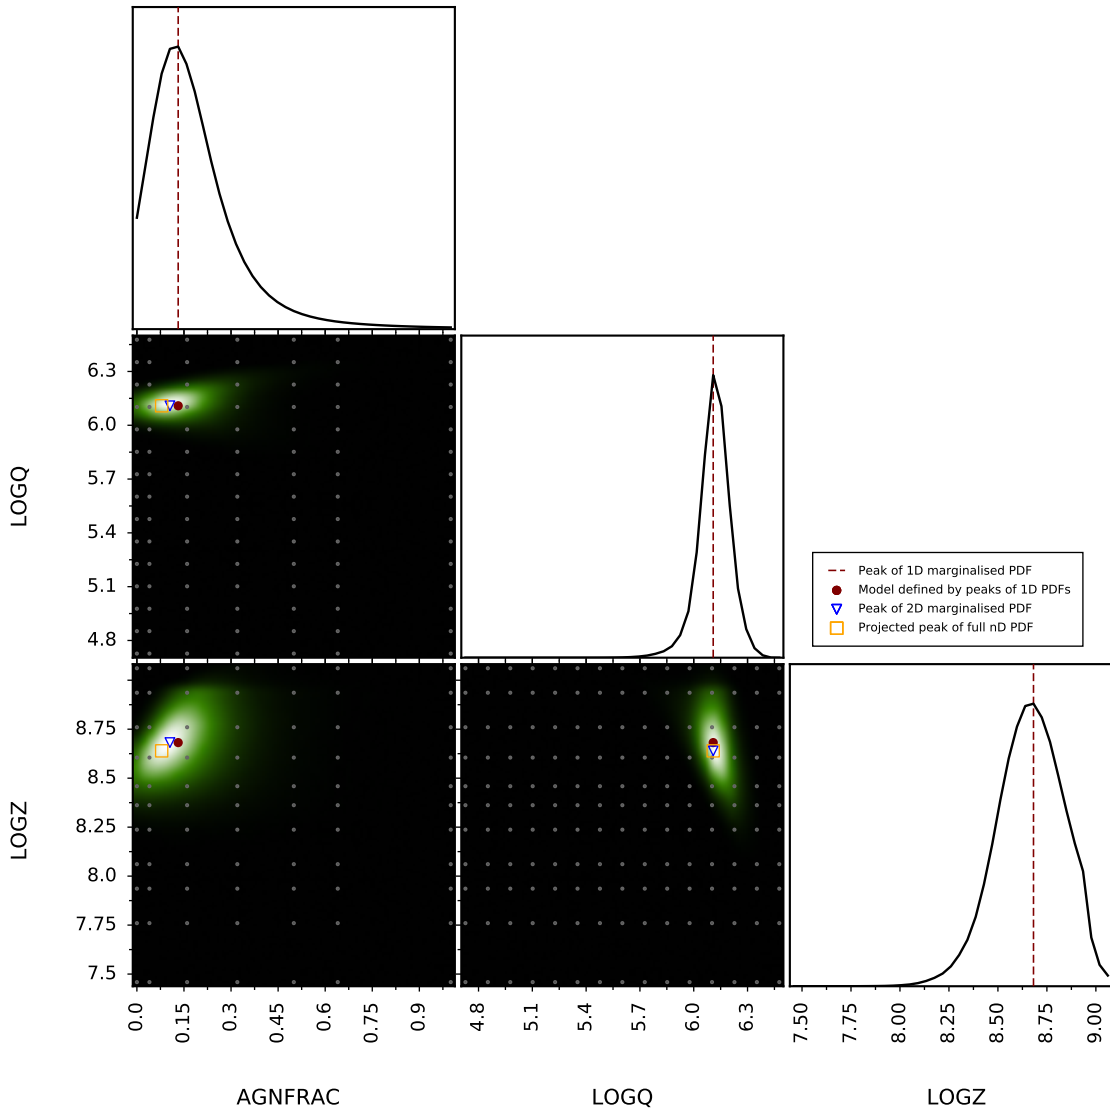 LOGQ
6.3
6.0
5.7
5.4
5.1
4.8
Peak of 1D marginalised PDF
Model defined by peaks of 1D PDFs
Peak of 2D marginalised PDF
Projected peak of full nD PDF
LOGZ
8.75
8.5
8.25
8.0
7.75
7.5
0.0 0.15 0.3 0.45 0.6 0.75 0.9
4.8 5.1 5.4 5.7 6.0 6.3
7.50 7.75 8.00 8.25 8.50 8.75 9.00
AGNFRAC
LOGQ
LOGZ